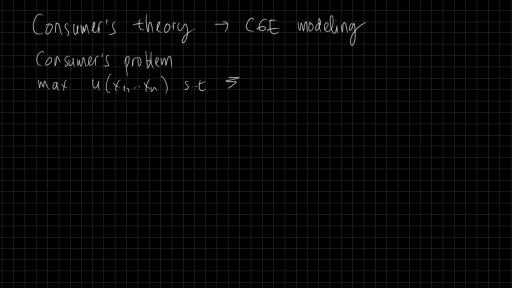 Consumer's theory → CGE modeling
Consumer's problem
max u(x₁,...xₙ) s.t